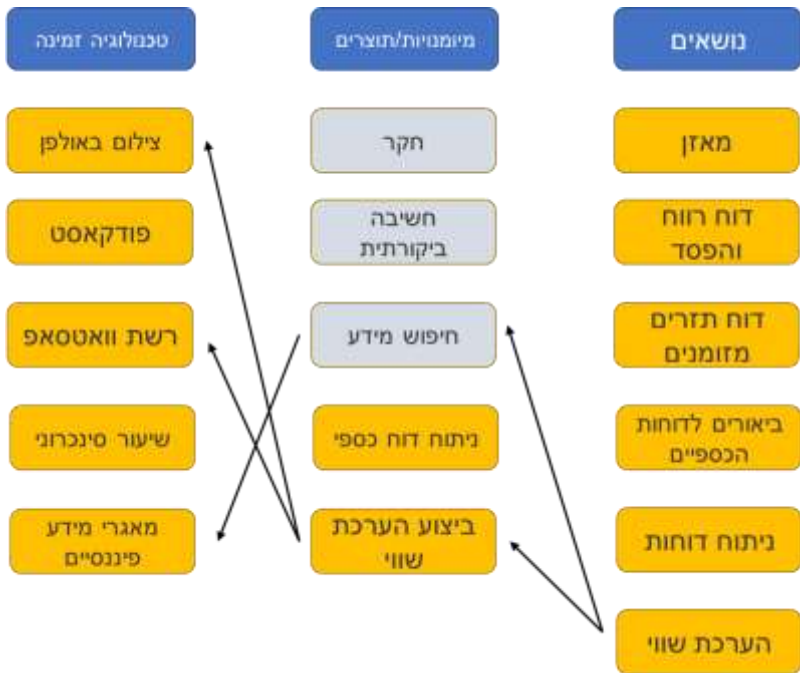 נושאים
מאזן
דוח רווח
והפסד
דוח תזרים
מזומנים
ביאורים לדוחות
הכספיים
ניתוח דוחות
הערכת שווי
מיומנויות/תוצרים
חקר
חשיבה
ביקורתית
חיפוש מידע
ניתוח דוח כספי
ביצוע הערכת
שווי
טכנולוגיה זמינה
צילום באולפן
פודקאסט
רשת וואטסאפ
שיעור סינכרוני
מאגרי מידע
פיננסיים